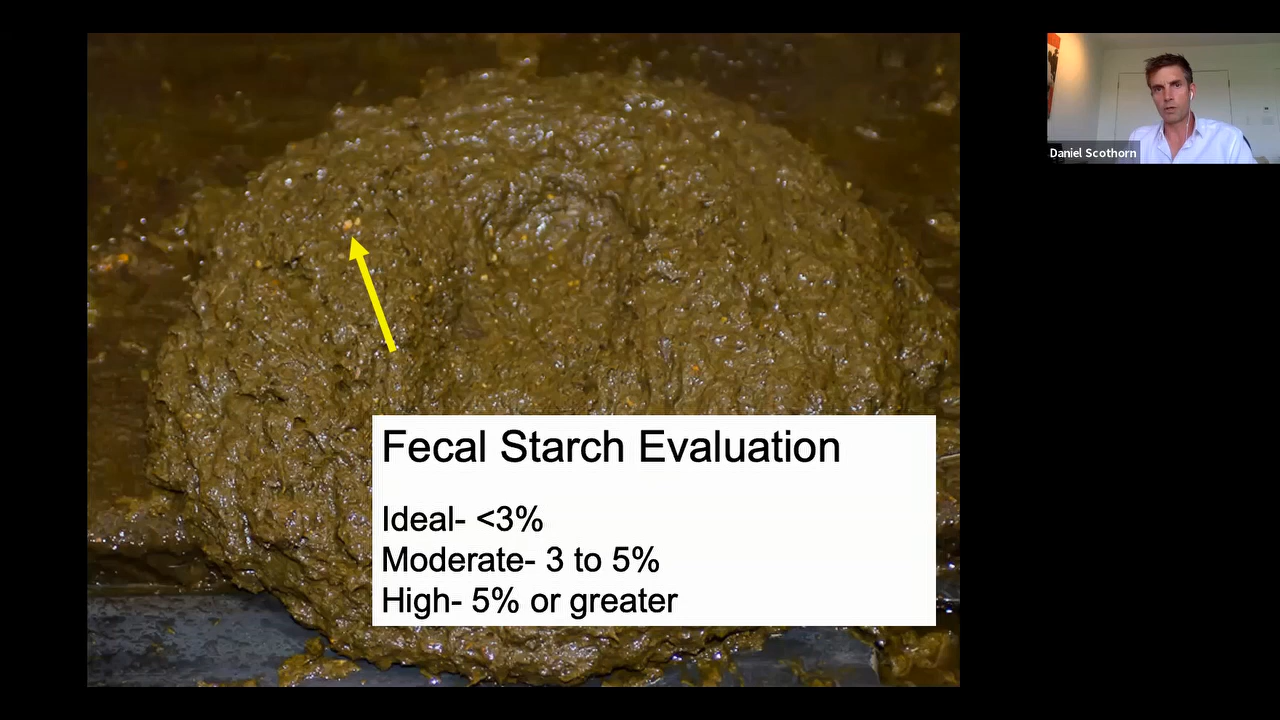 Daniel Scothorn
Fecal Starch Evaluation
Ideal- <3%
Moderate- 3 to 5%
High- 5% or greater